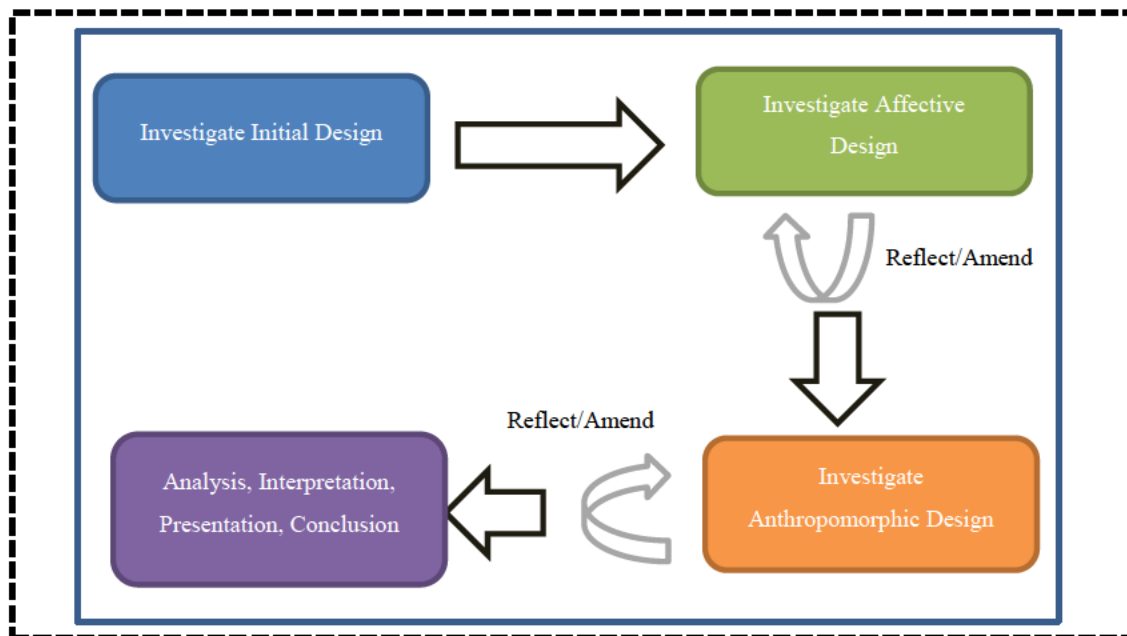 Investigate Initial Design
Investigate Affective
Design
Reflect/Amend
Reflect/Amend
Analysis, Interpretation,
Presentation, Conclusion
Investigate
Anthropomorphic Design